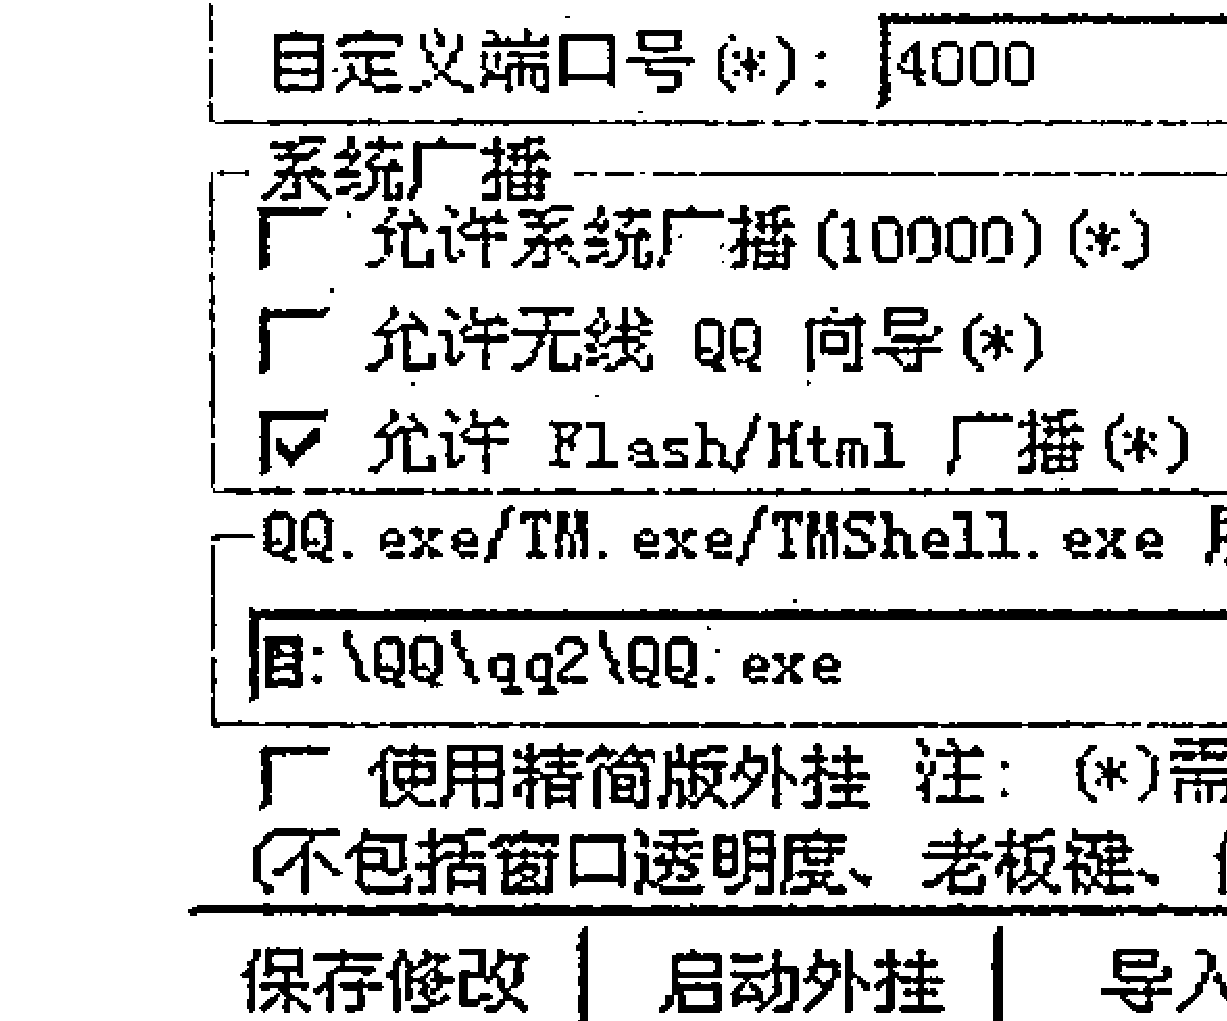 自定义端口号(*): 4000
系统广播
允许系统广播(10000)(*)
允许无线 QQ 向导(*)
允许 Flash/Html 广播(*)
QQ.exe/TM.exe/TMShell.exe
:\QQ\qq2\QQ.exe
使用精简版外挂 注: (*)需
(不包括窗口透明度、老板键、
保存修改 启动外挂 导入